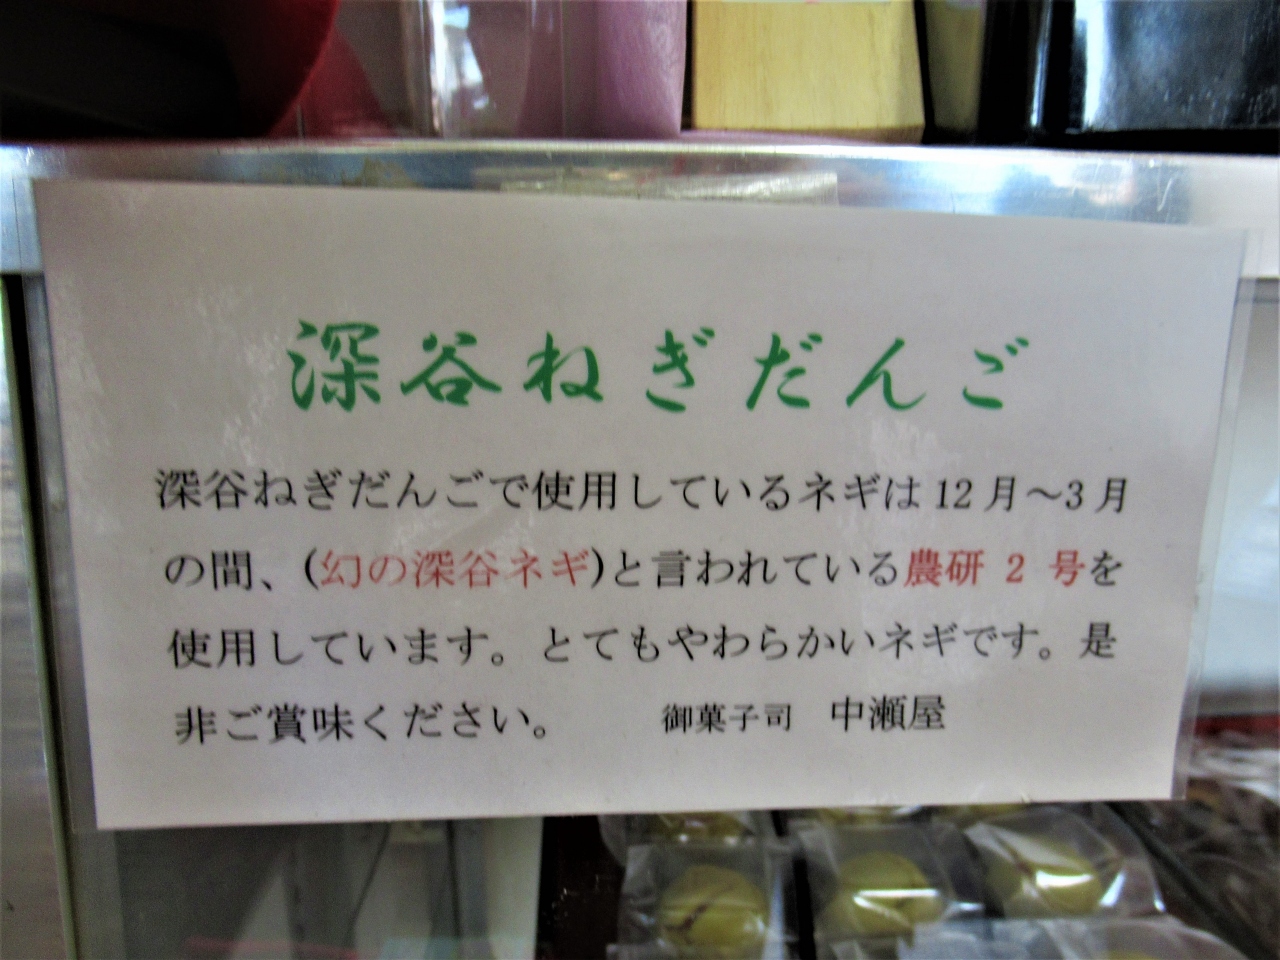 深谷ねぎだんご
深谷ねぎだんごで使用しているネギは12月～3月
の間、(幻の深谷ネギ)と言われている農研 2 号を
使用しています。とてもやわらかいネギです。是
非ご賞味ください。 御菓子司 中瀬屋